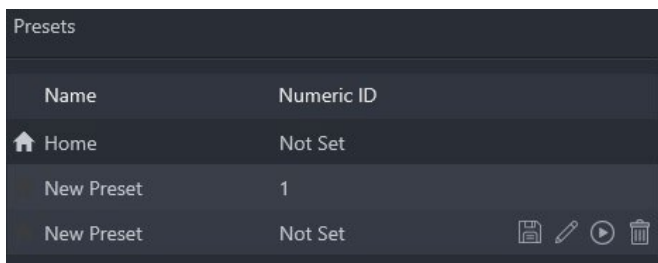 Presets
Name Numeric ID
Home Not Set
New Preset 1
New Preset Not Set